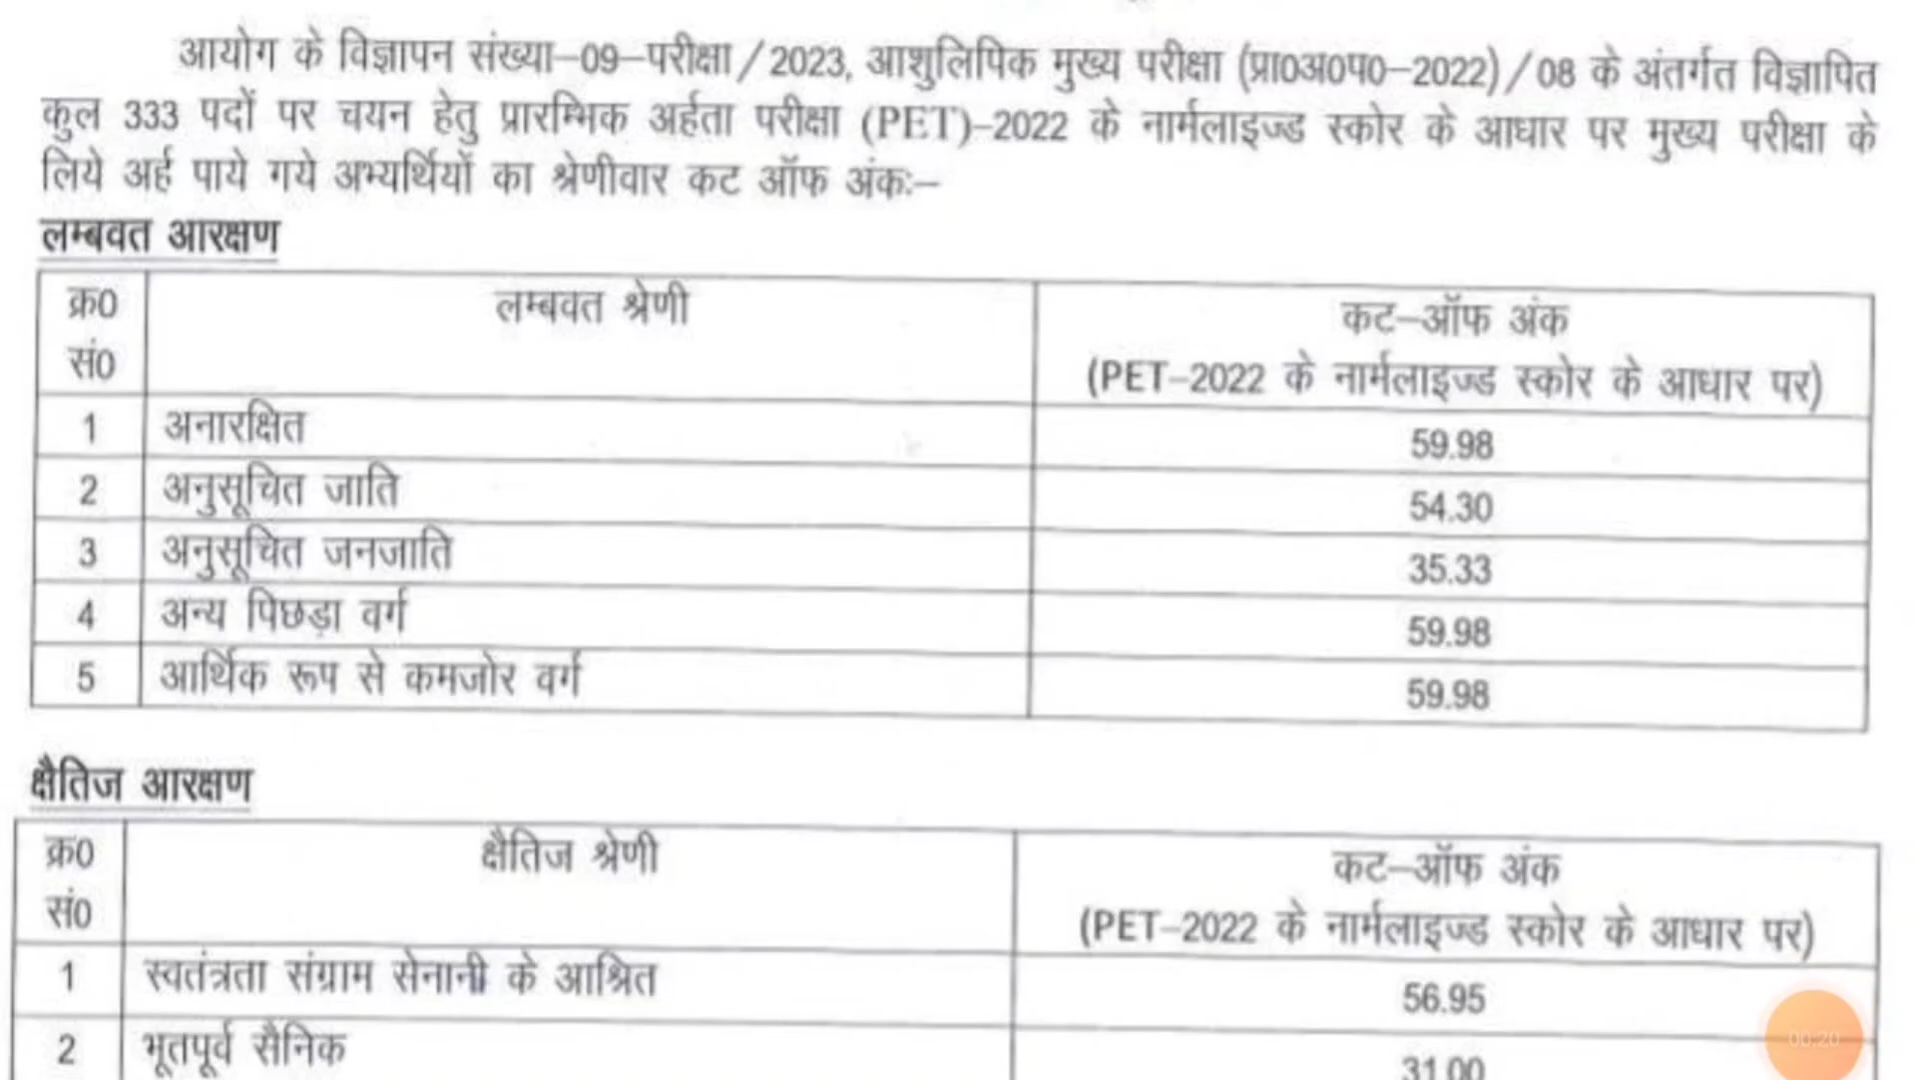 आयोग के विज्ञापन संख्या–09–परीक्षा/2023, आशुलिपिक मुख्य परीक्षा (प्रा0अ0प0–2022)/08 के अंतर्गत विज्ञापित
कुल 333 पदों पर चयन हेतु प्रारम्भिक अर्हता परीक्षा (PET)–2022 के नार्मलाइज्ड स्कोर के आधार पर मुख्य परीक्षा के
लिये अर्ह पाये गये अभ्यर्थियों का श्रेणीवार कट ऑफ अंकः–
लम्बवत आरक्षण
क्र0 सं0 लम्बवत श्रेणी कट–ऑफ अंक
(PET–2022 के नार्मलाइज्ड स्कोर के आधार पर)
1 अनारक्षित 59.98
2 अनुसूचित जाति 54.30
3 अनुसूचित जनजाति 35.33
4 अन्य पिछड़ा वर्ग 59.98
5 आर्थिक रूप से कमजोर वर्ग 59.98
क्षैतिज आरक्षण
क्र0 सं0 क्षैतिज श्रेणी कट–ऑफ अंक
(PET–2022 के नार्मलाइज्ड स्कोर के आधार पर)
1 स्वतंत्रता संग्राम सेनानी के आश्रित 56.95
2 भूतपूर्व सैनिक 31.00
00:20